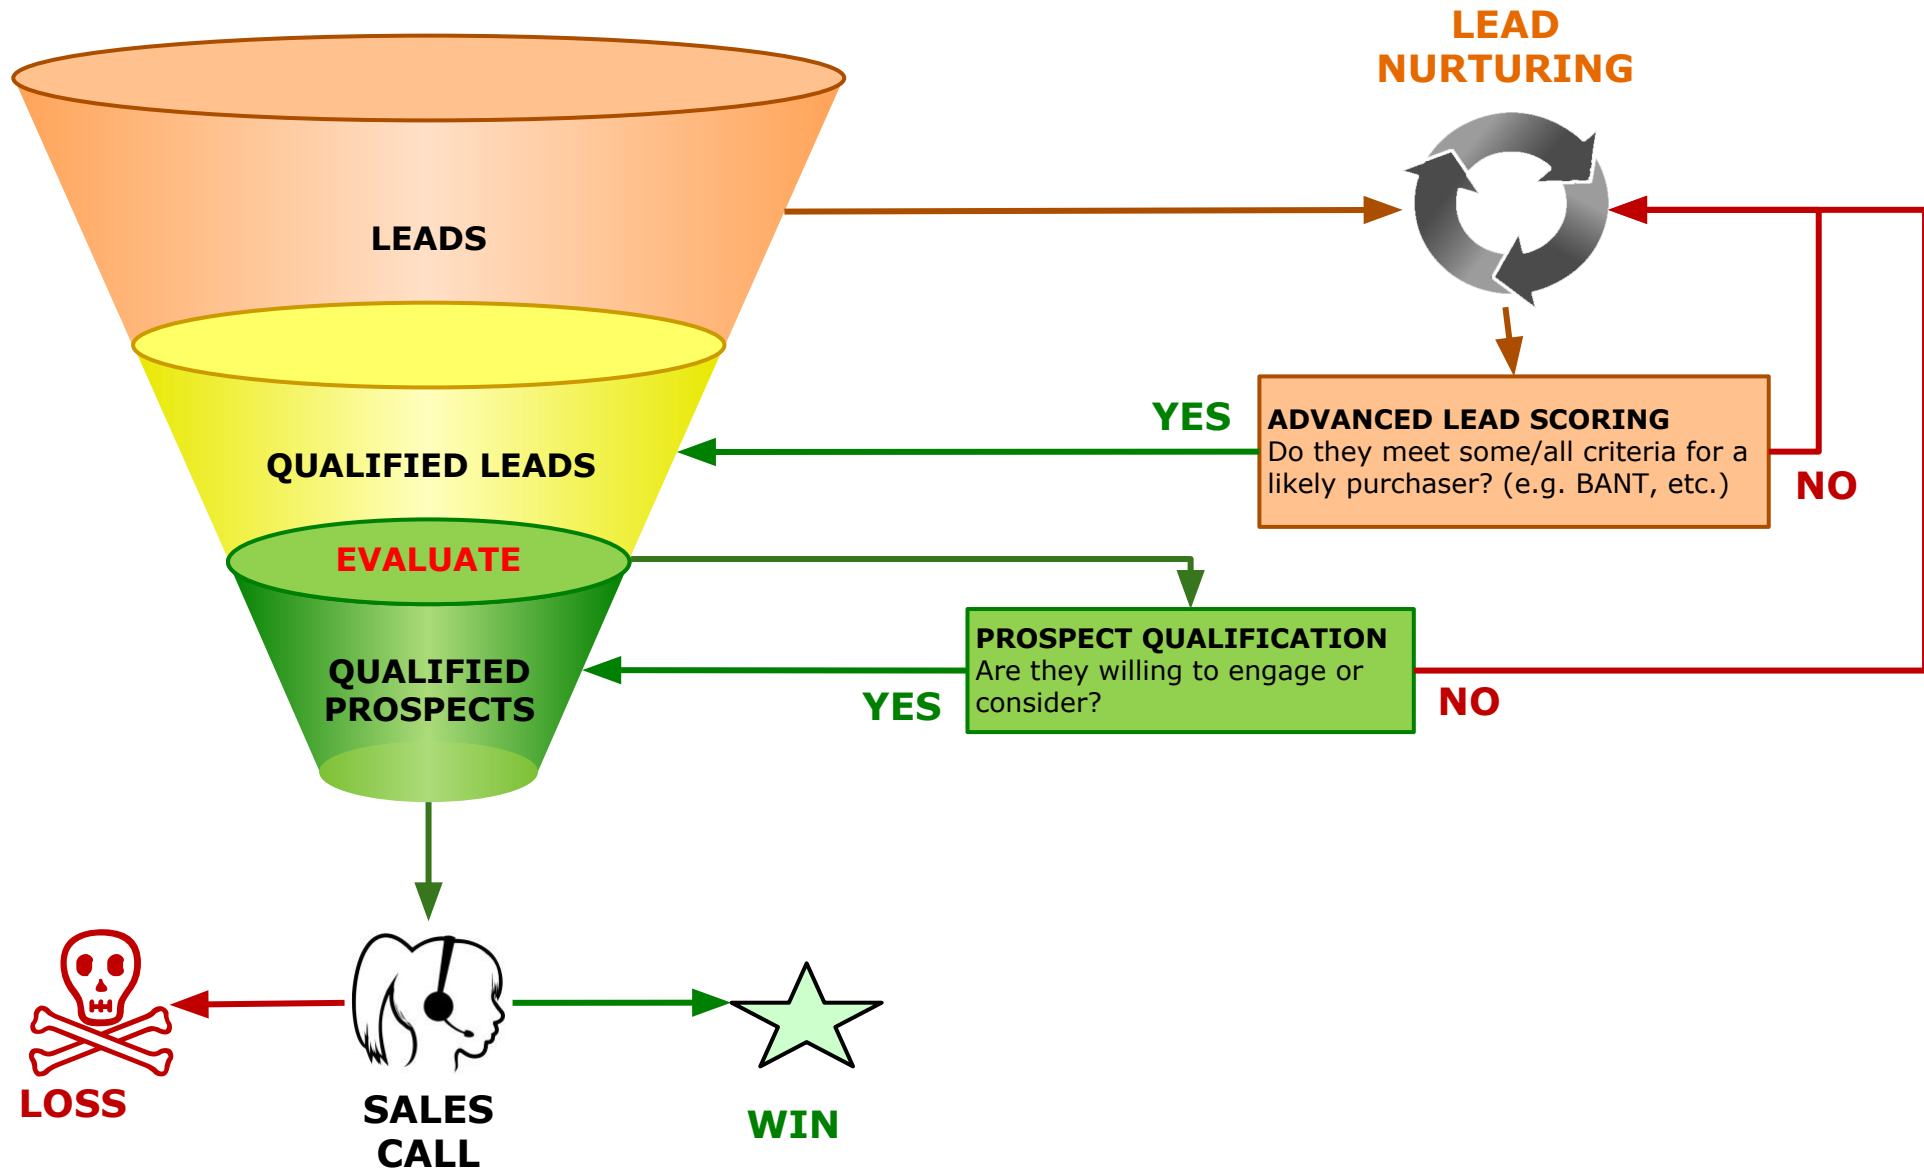 LEAD
NURTURING
LEADS
YES
ADVANCED LEAD SCORING
Do they meet some/all criteria for a
likely purchaser? (e.g. BANT, etc.)
NO
QUALIFIED LEADS
EVALUATE
PROSPECT QUALIFICATION
Are they willing to engage or
consider?
YES
NO
QUALIFIED
PROSPECTS
LOSS
SALES
CALL
WIN